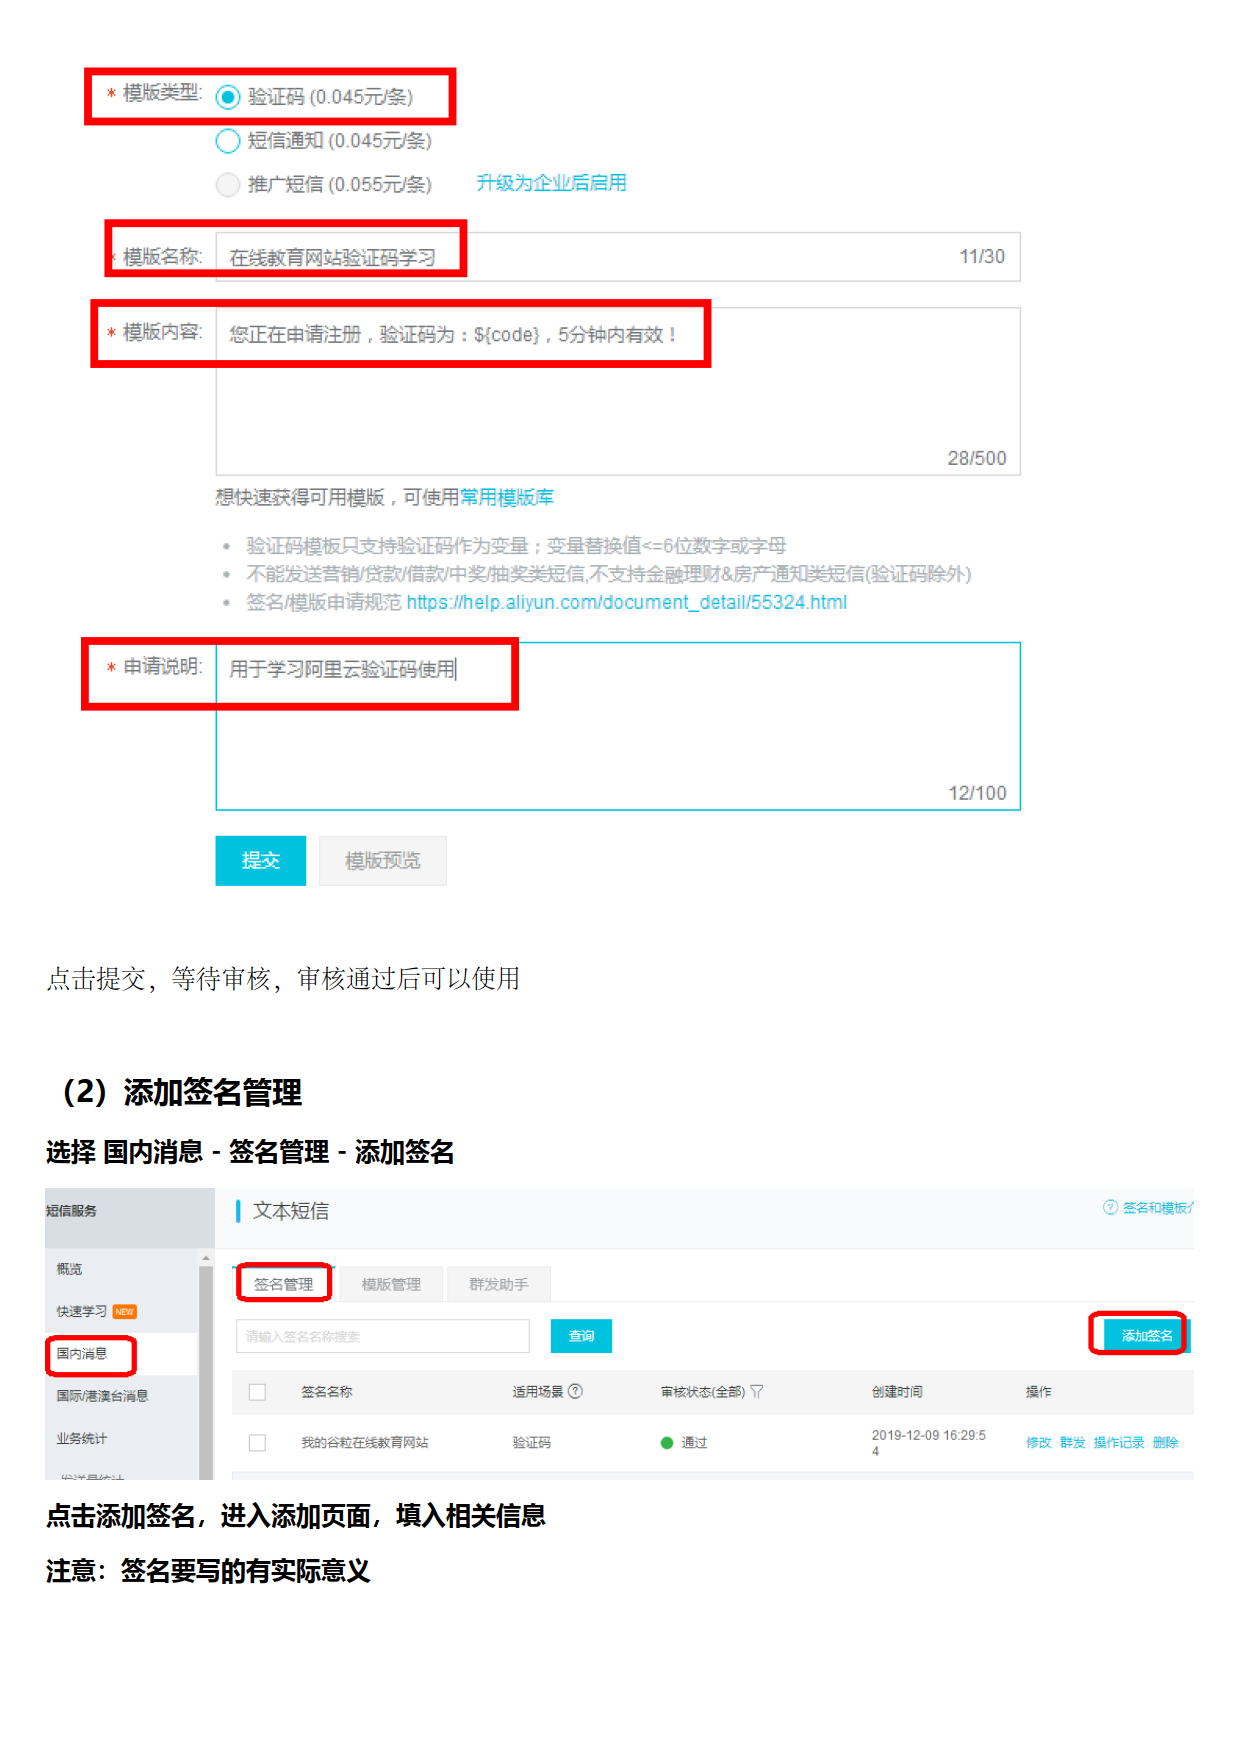 * 模版类型: 验证码 (0.045元/条)
短信通知 (0.045元/条)
推广短信 (0.055元/条) 升级为企业后启用
* 模版名称: 在线教育网站验证码学习 11/30
* 模版内容: 您正在申请注册，验证码为：${code}，5分钟内有效！
28/500
想快速获得可用模版，可使用常用模版库
• 验证码模板只支持验证码作为变量；变量替换值<=6位数字或字母
• 不能发送营销/贷款/借款/中奖/抽奖类短信,不支持金融理财&房产通知类短信(验证码除外)
• 签名/模版申请规范 https://help.aliyun.com/document_detail/55324.html
* 申请说明: 用于学习阿里云验证码使用
12/100
提交 模版预览
点击提交，等待审核，审核通过后可以使用
（2）添加签名管理
选择 国内消息 - 签名管理 - 添加签名
短信服务 文本短信 ? 签名和模板介
概览
签名管理 模版管理 群发助手
快速学习 NEW
请输入签名名称搜索 查询 添加签名
国内消息
国际/港澳台消息 签名名称 适用场景 ? 审核状态(全部) 创建时间 操作
业务统计 我的谷粒在线教育网站 验证码 通过 2019-12-09 16:29:5
4 修改 群发 操作记录 删除
发送量统计
点击添加签名，进入添加页面，填入相关信息
注意：签名要写的有实际意义